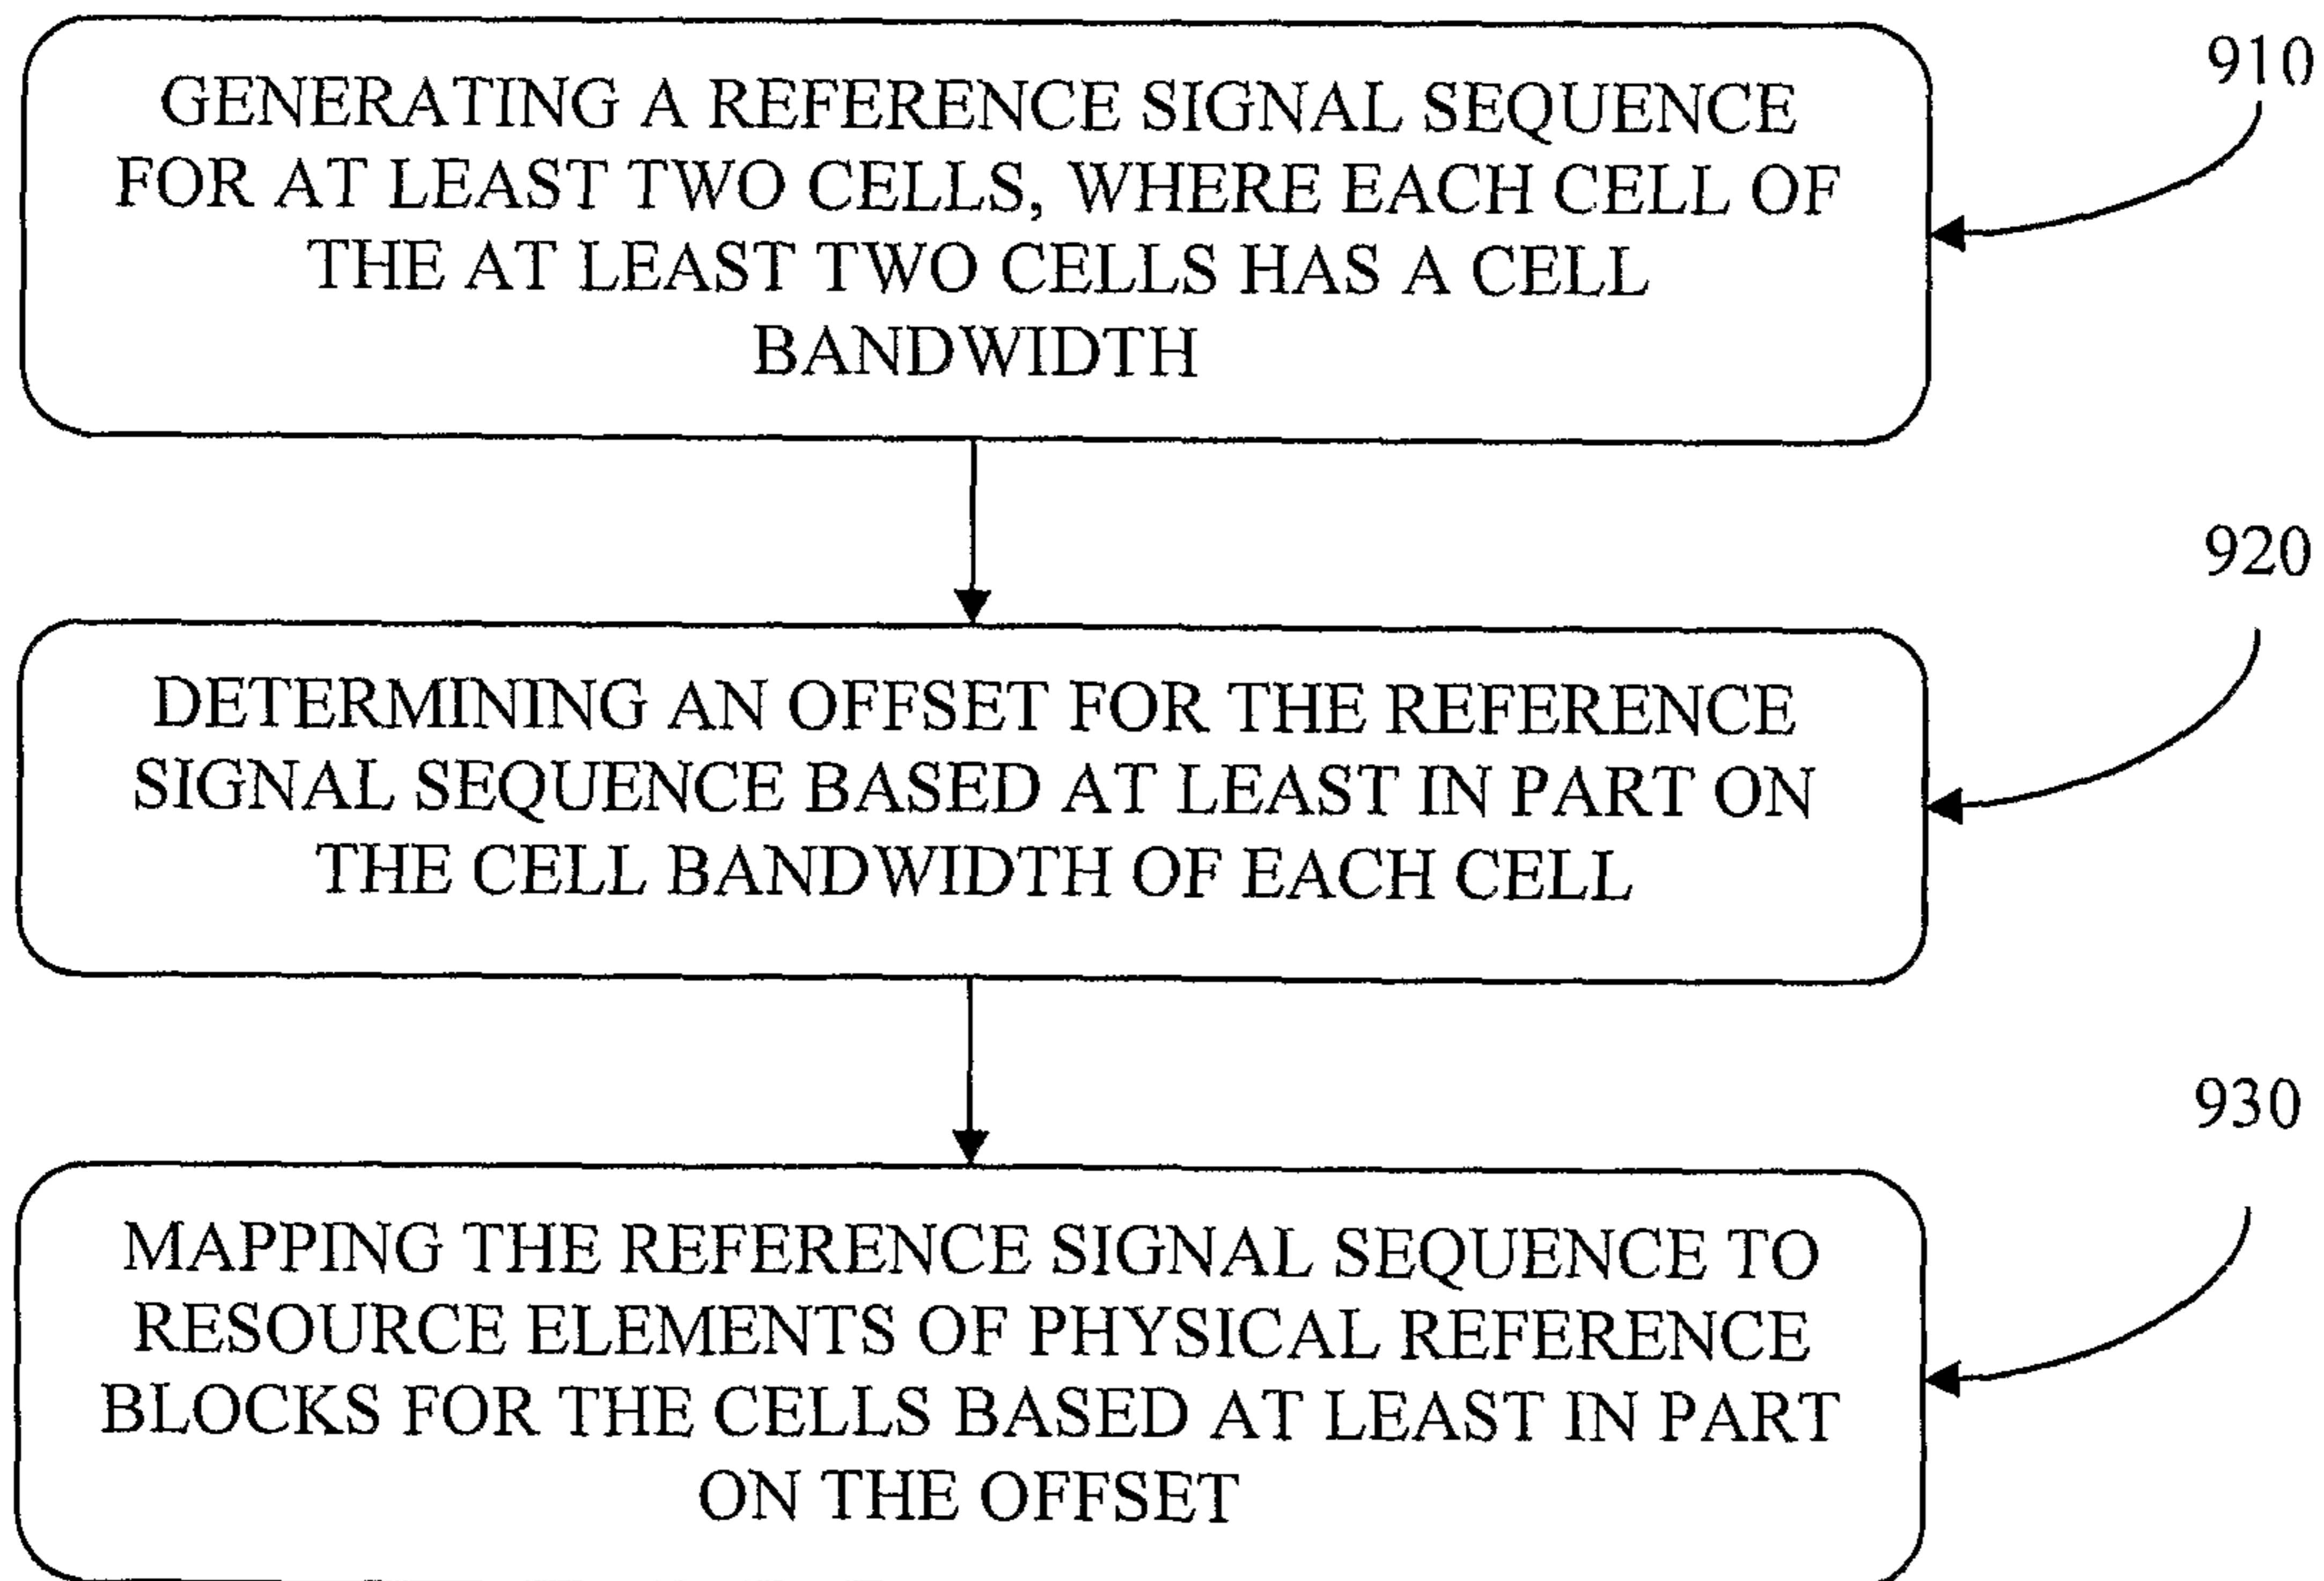 GENERATING A REFERENCE SIGNAL SEQUENCE
FOR AT LEAST TWO CELLS, WHERE EACH CELL OF
THE AT LEAST TWO CELLS HAS A CELL
BANDWIDTH
910
DETERMINING AN OFFSET FOR THE REFERENCE
SIGNAL SEQUENCE BASED AT LEAST IN PART ON
THE CELL BANDWIDTH OF EACH CELL
920
MAPPING THE REFERENCE SIGNAL SEQUENCE TO
RESOURCE ELEMENTS OF PHYSICAL REFERENCE
BLOCKS FOR THE CELLS BASED AT LEAST IN PART
ON THE OFFSET
930